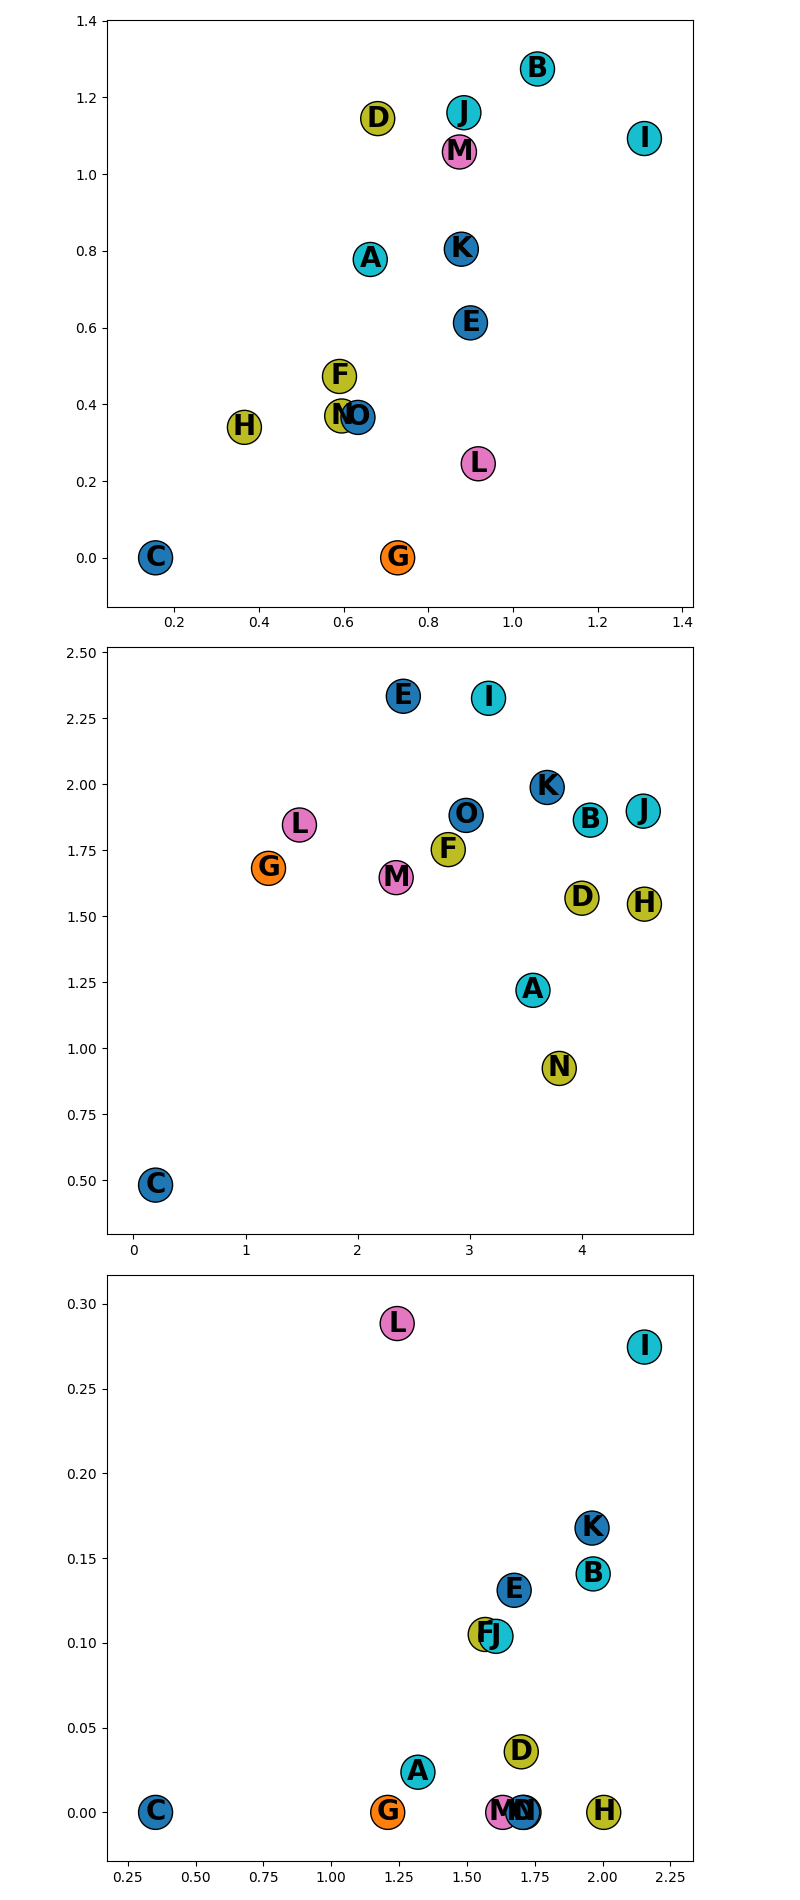 1.4
B
1.2
D J
M I
1.0
0.8
K
A
0.6
E
F
0.4
H N O
0.2
L
0.0
C G
0.2 0.4 0.6 0.8 1.0 1.2 1.4
2.50
E I
2.25
2.00
K
O B J
L
1.75
F
G M
D H
1.50
1.25
A
1.00
N
0.75
0.50
C
0 1 2 3 4
0.30
L
I
0.25
0.20
K
0.15
B
E
0.10
F J
0.05
D
A
0.00
C G M N O H
0.25 0.50 0.75 1.00 1.25 1.50 1.75 2.00 2.25